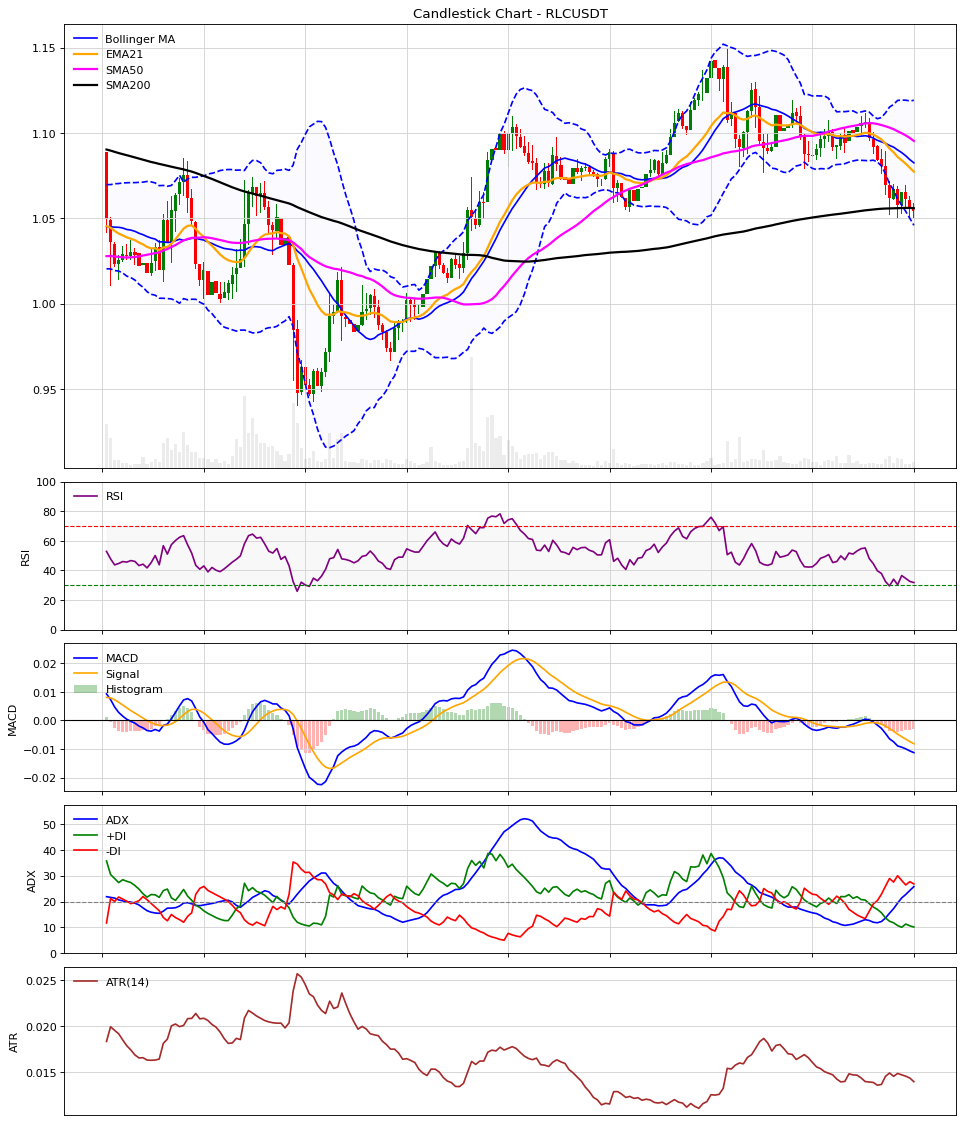 Candlestick Chart - RLCUSDT
Bollinger MA
EMA21
SMA50
SMA200
1.15
1.10
1.05
1.00
0.95
RSI
RSI
100
80
60
40
20
0
MACD
Signal
Histogram
MACD
0.02
0.01
0.00
−0.01
−0.02
ADX
+DI
-DI
ADX
50
40
30
20
10
0
ATR(14)
ATR
0.025
0.020
0.015